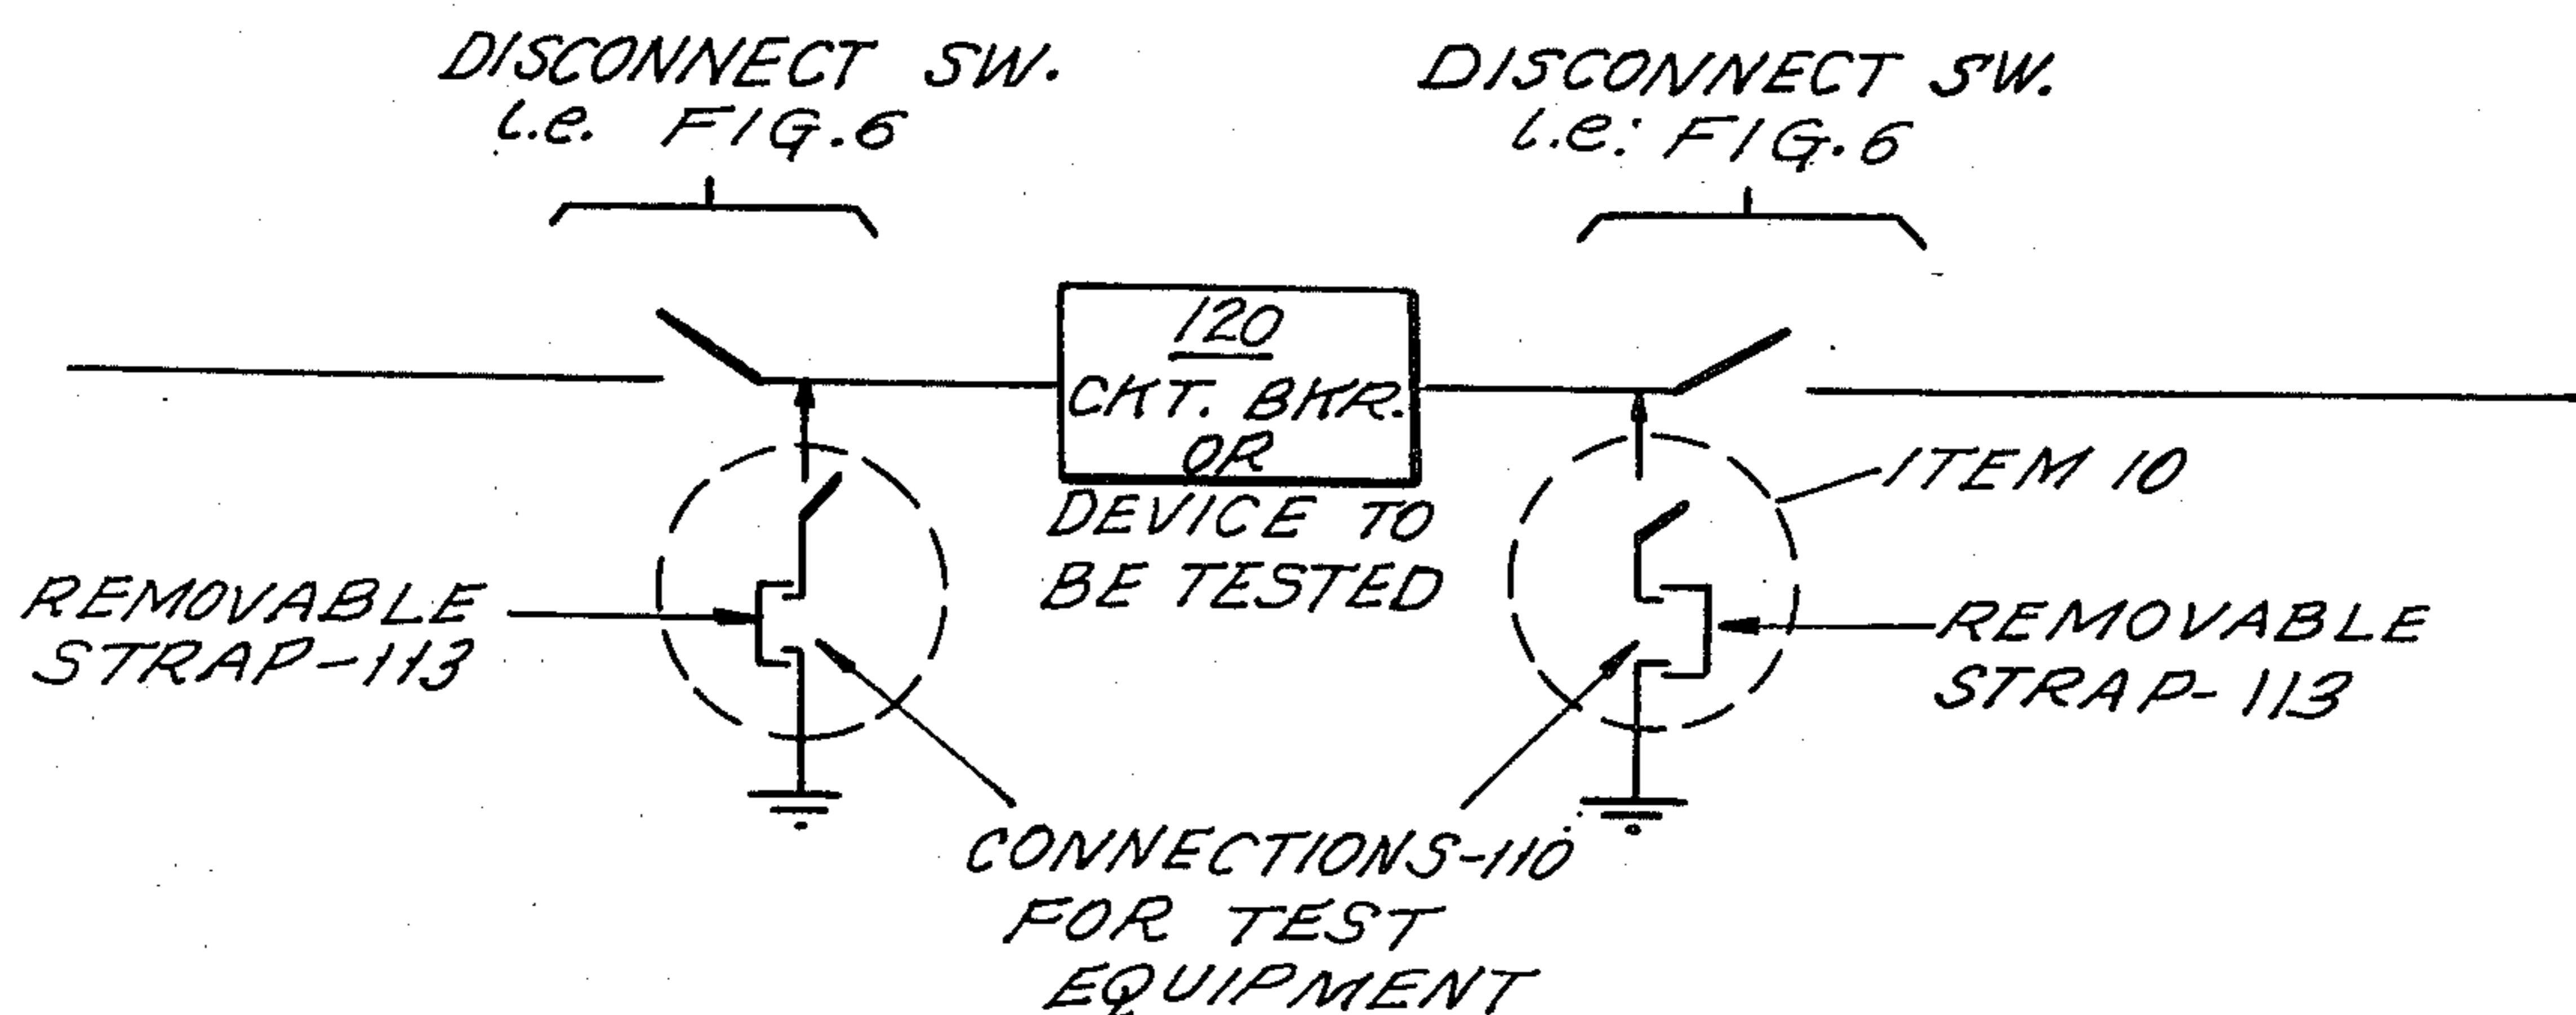 DISCONNECT SW.
i.e. FIG. 6
DISCONNECT SW.
i.e: FIG. 6
120
CKT. BKR.
OR
DEVICE TO
BE TESTED
ITEM 10
REMOVABLE
STRAP-113
REMOVABLE
STRAP-113
CONNECTIONS-110
FOR TEST
EQUIPMENT